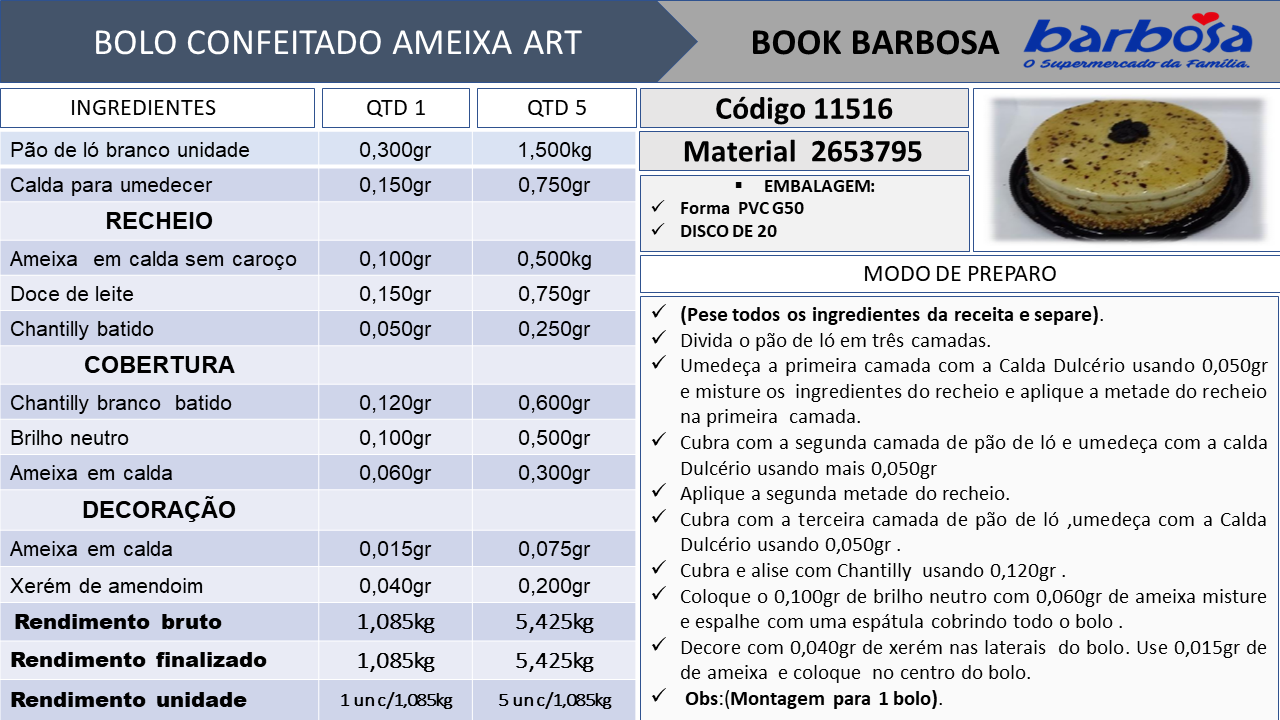 BOLO CONFEITADO AMEIXA ART
BOOK BARBOSA
barbosa
O Supermercado da Família.
INGREDIENTES QTD 1 QTD 5
Pão de ló branco unidade 0,300gr 1,500kg
Calda para umedecer 0,150gr 0,750gr
RECHEIO
Ameixa em calda sem caroço 0,100gr 0,500kg
Doce de leite 0,150gr 0,750gr
Chantilly batido 0,050gr 0,250gr
COBERTURA
Chantilly branco batido 0,120gr 0,600gr
Brilho neutro 0,100gr 0,500gr
Ameixa em calda 0,060gr 0,300gr
DECORAÇÃO
Ameixa em calda 0,015gr 0,075gr
Xerém de amendoim 0,040gr 0,200gr
Rendimento bruto 1,085kg 5,425kg
Rendimento finalizado 1,085kg 5,425kg
Rendimento unidade 1 un c/1,085kg 5 un c/1,085kg
Código 11516
Material 2653795
▪ EMBALAGEM:
✓ Forma PVC G50
✓ DISCO DE 20
MODO DE PREPARO
✓ (Pese todos os ingredientes da receita e separe).
✓ Divida o pão de ló em três camadas.
✓ Umedeça a primeira camada com a Calda Dulcério usando 0,050gr
e misture os ingredientes do recheio e aplique a metade do recheio
na primeira camada.
✓ Cubra com a segunda camada de pão de ló e umedeça com a calda
Dulcério usando mais 0,050gr
✓ Aplique a segunda metade do recheio.
✓ Cubra com a terceira camada de pão de ló ,umedeça com a Calda
Dulcério usando 0,050gr .
✓ Cubra e alise com Chantilly usando 0,120gr .
✓ Coloque o 0,100gr de brilho neutro com 0,060gr de ameixa misture
e espalhe com uma espátula cobrindo todo o bolo .
✓ Decore com 0,040gr de xerém nas laterais do bolo. Use 0,015gr de
de ameixa e coloque no centro do bolo.
✓ Obs:(Montagem para 1 bolo).